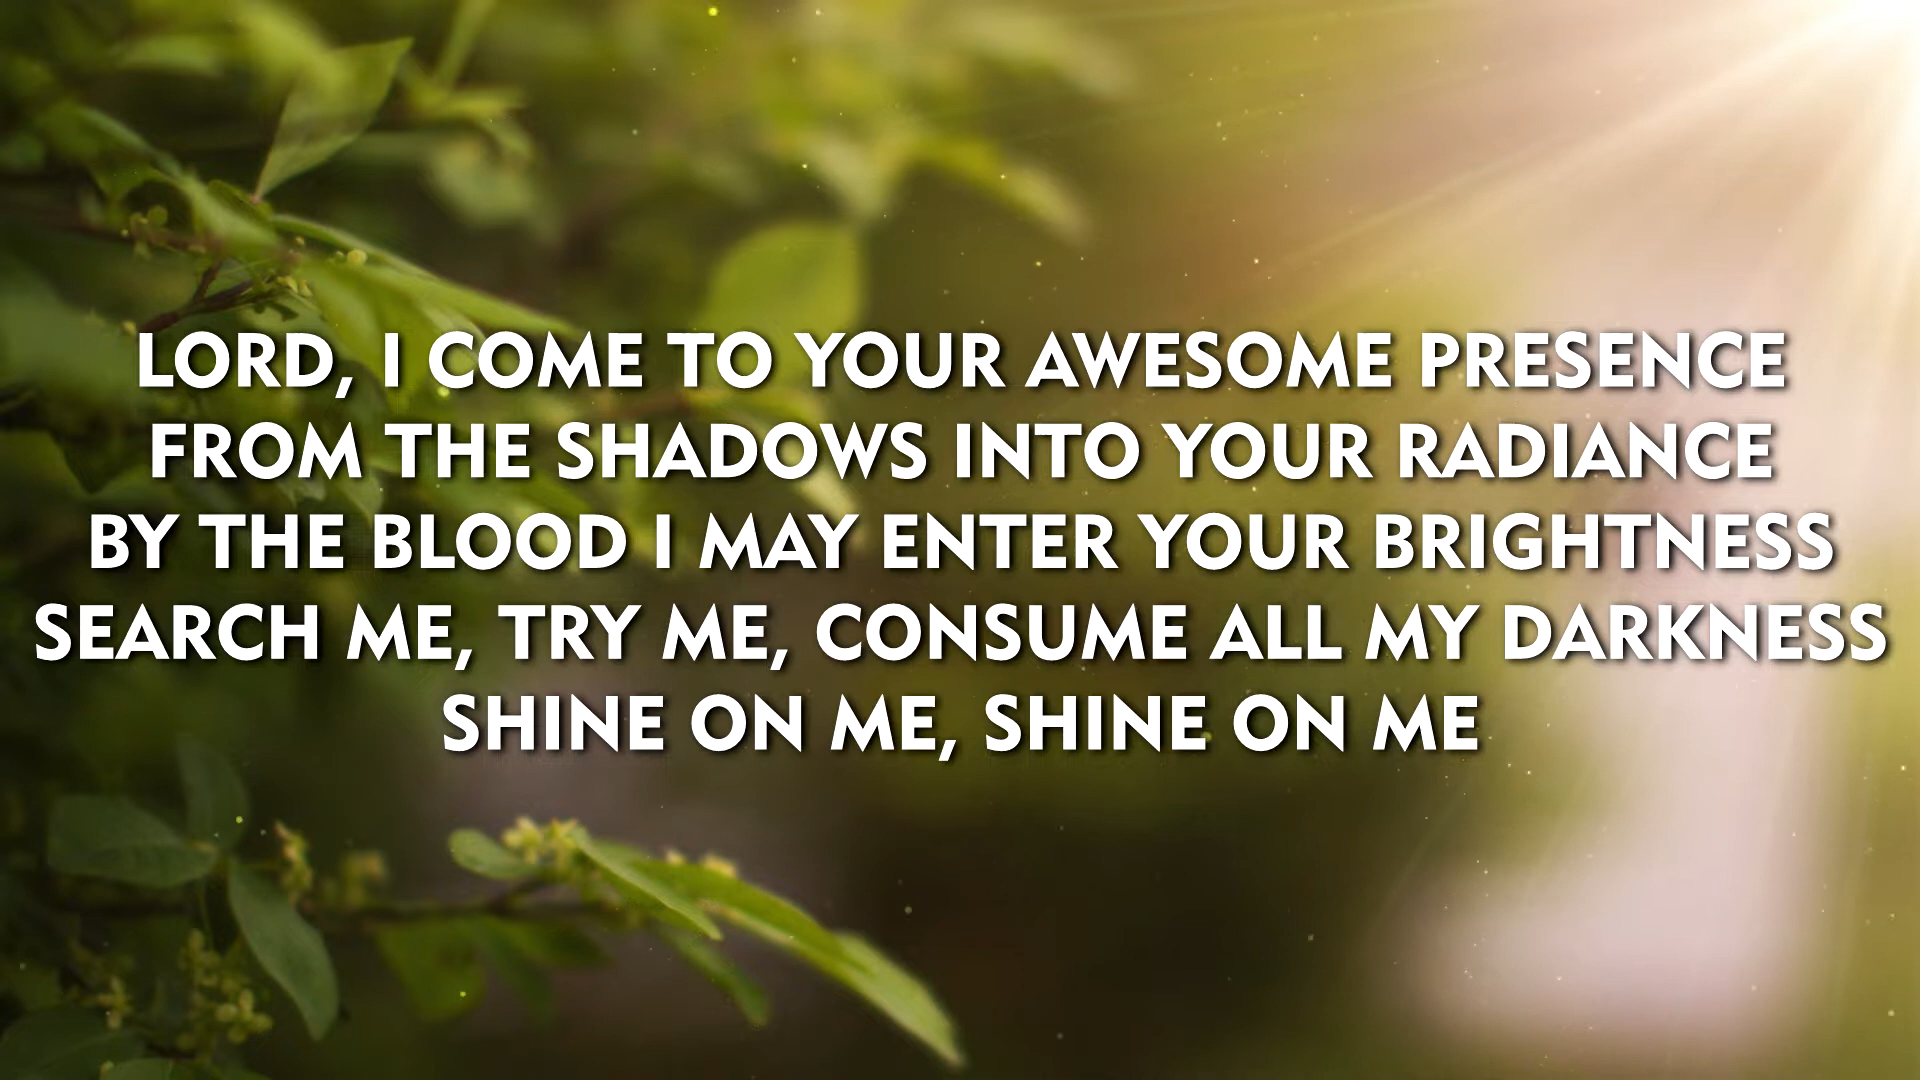 LORD, I COME TO YOUR AWESOME PRESENCE
FROM THE SHADOWS INTO YOUR RADIANCE
BY THE BLOOD I MAY ENTER YOUR BRIGHTNESS
SEARCH ME, TRY ME, CONSUME ALL MY DARKNESS
SHINE ON ME, SHINE ON ME